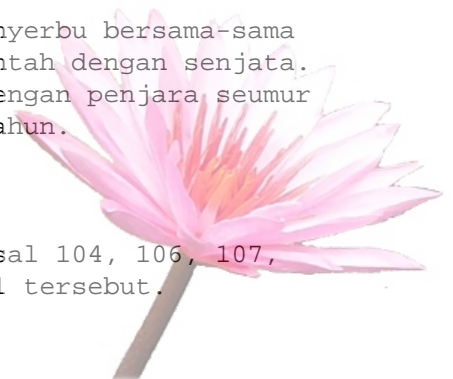 nyerbu bersama-sama
ntah dengan senjata.
engan penjara seumur
ahun.
sal 104, 106, 107,
l tersebut.